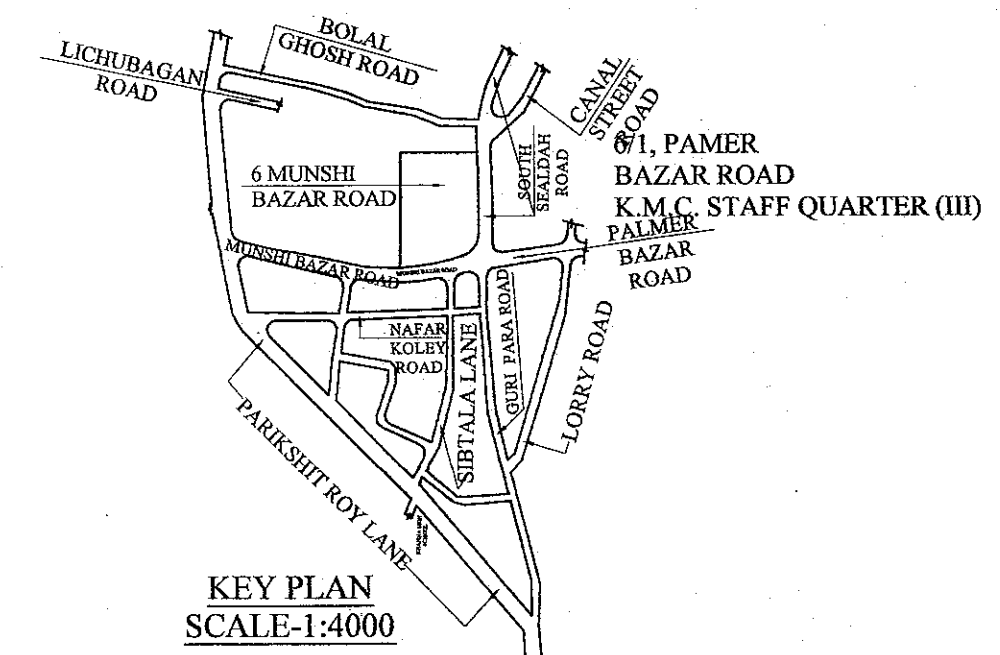 BOLAL
GHOSH ROAD
LICHUBAGAN
ROAD
CANAL
STREET
ROAD
6/1, PAMER
BAZAR ROAD
K.M.C. STAFF QUARTER (III)
SOUTH
SEALDAH
ROAD
6 MUNSHI
BAZAR ROAD
PALMER
BAZAR
ROAD
MUNSHI BAZAR ROAD
MUNSHI BAZAR ROAD
NAFAR
KOLEY
ROAD
SIBTALA LANE
GURI PARA ROAD
LORRY ROAD
PARIKSHIT ROY LANE
KEY PLAN
SCALE-1:4000